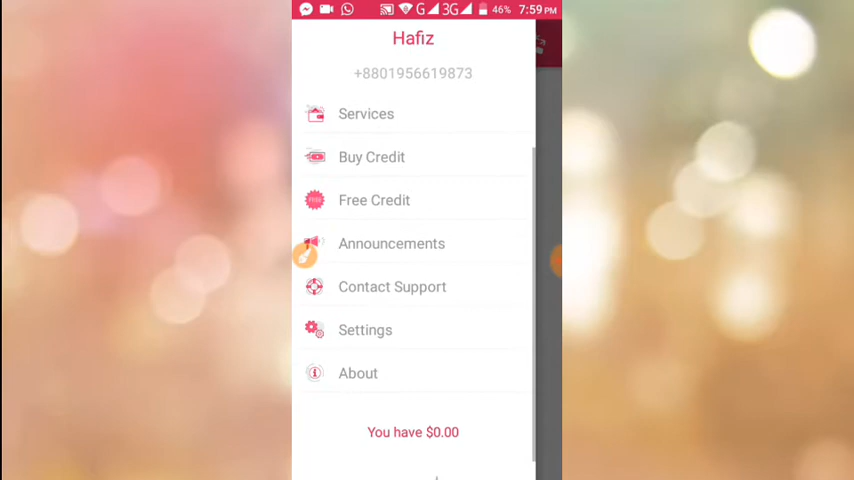 G 3G 46% 7:59 PM
Hafiz
+8801956619873
Services
Buy Credit
FREE Free Credit
Announcements
Contact Support
Settings
About
You have $0.00